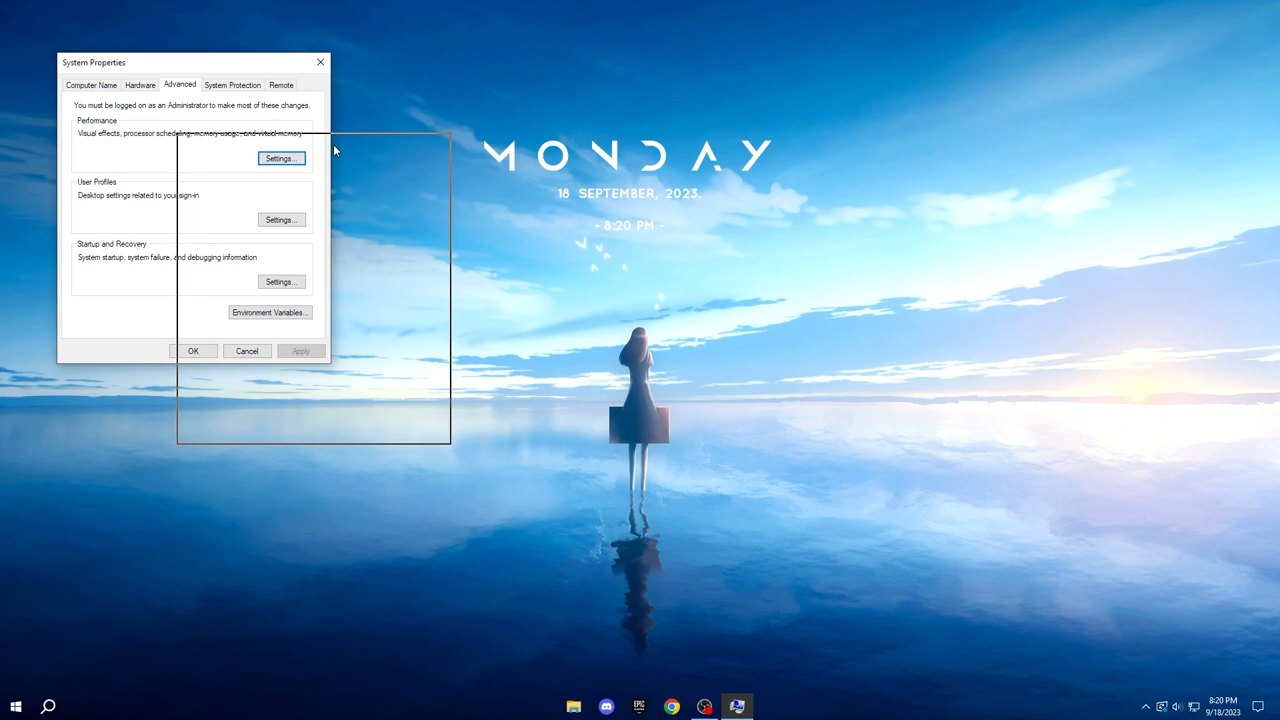 System Properties
Computer Name
Hardware
Advanced
System Protection
Remote
You must be logged on as an Administrator to make most of these changes.
Performance
Visual effects, processor scheduling, memory usage, and virtual memory
Settings...
User Profiles
Desktop settings related to your sign-in
Settings...
Startup and Recovery
System startup, system failure, and debugging information
Settings...
Environment Variables...
OK
Cancel
Apply
MONDAY
18 SEPTEMBER, 2023.
- 8:20 PM -
EPIC
GAMES
8:20 PM
9/18/2023